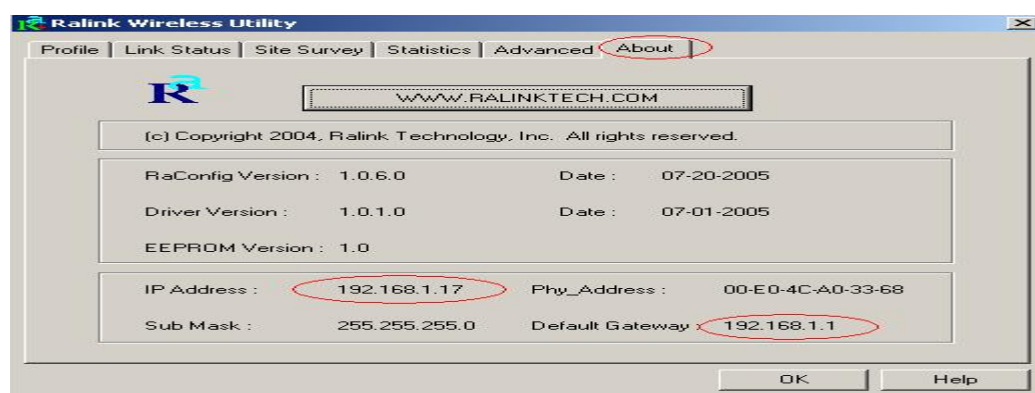 Ralink Wireless Utility
Profile Link Status Site Survey Statistics Advanced About
Ra WWW.RALINKTECH.COM
(c) Copyright 2004, Ralink Technology, Inc. All rights reserved.
RaConfig Version : 1.0.6.0 Date : 07-20-2005
Driver Version : 1.0.1.0 Date : 07-01-2005
EEPROM Version : 1.0
IP Address : 192.168.1.17 Phy_Address : 00-E0-4C-A0-33-68
Sub Mask : 255.255.255.0 Default Gateway : 192.168.1.1
OK Help